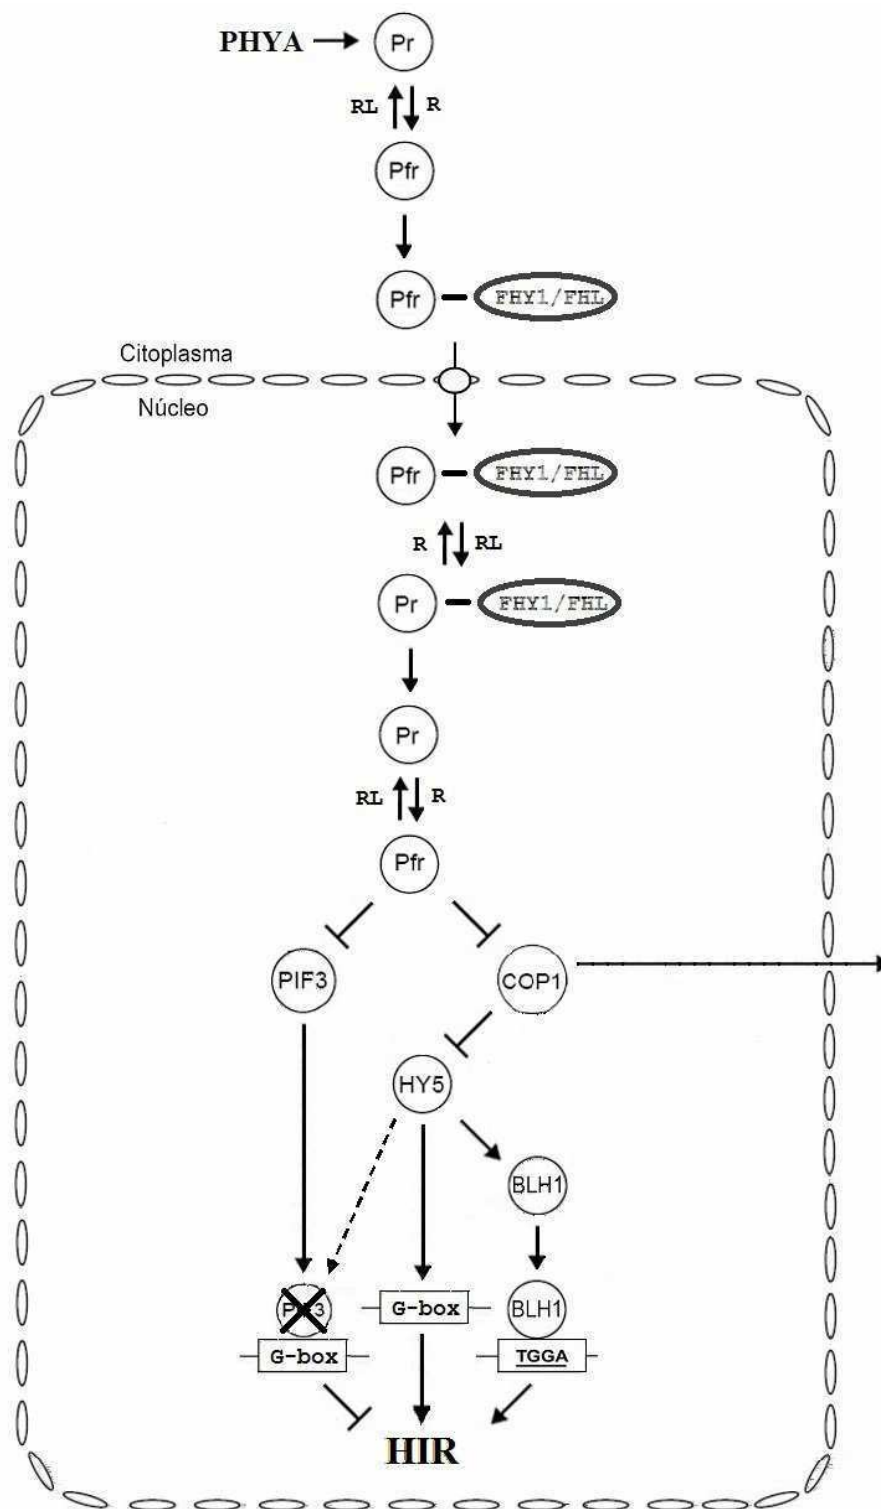 PHYA
Pr
RL R
Pfr
Pfr FHY1/FHL
Citoplasma
Núcleo
Pfr FHY1/FHL
R RL
Pr FHY1/FHL
Pr
RL R
Pfr
PIF3 COP1
HY5
BLH1
PIF3 G-box BLH1
G-box TGGA
HIR